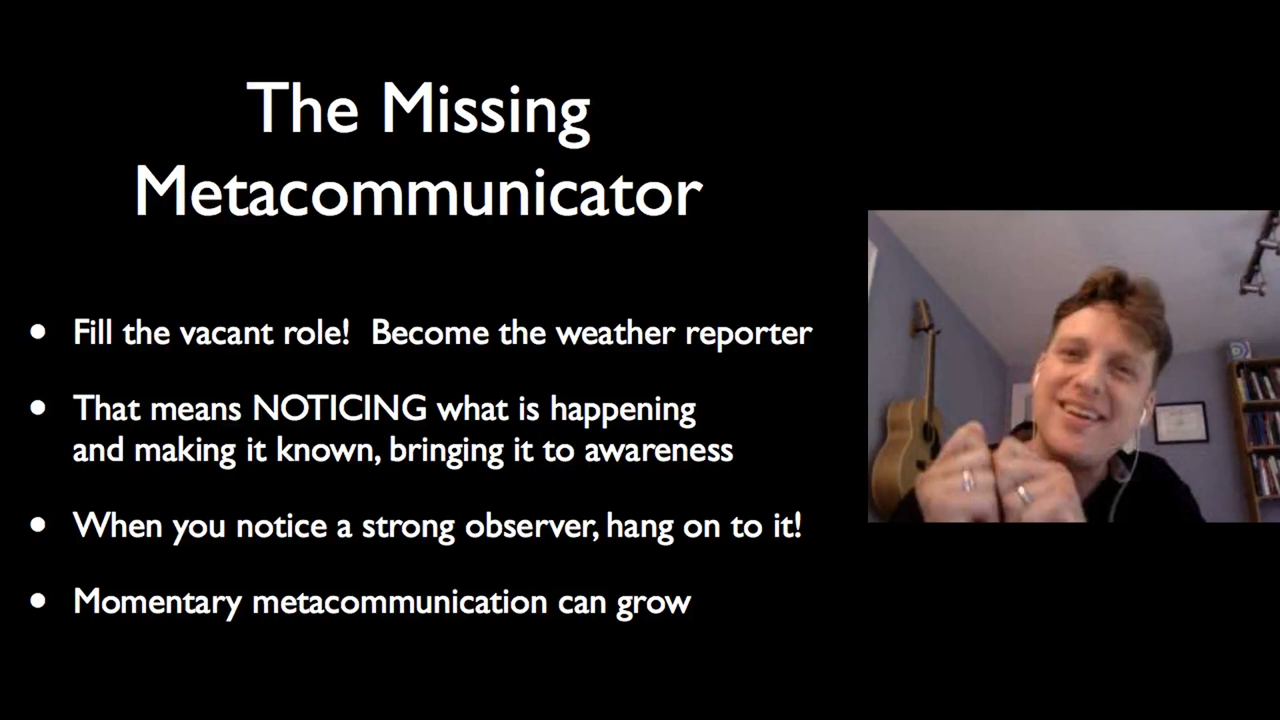 The Missing
Metacommunicator
• Fill the vacant role!  Become the weather reporter
• That means NOTICING what is happening
and making it known, bringing it to awareness
• When you notice a strong observer, hang on to it!
• Momentary metacommunication can grow